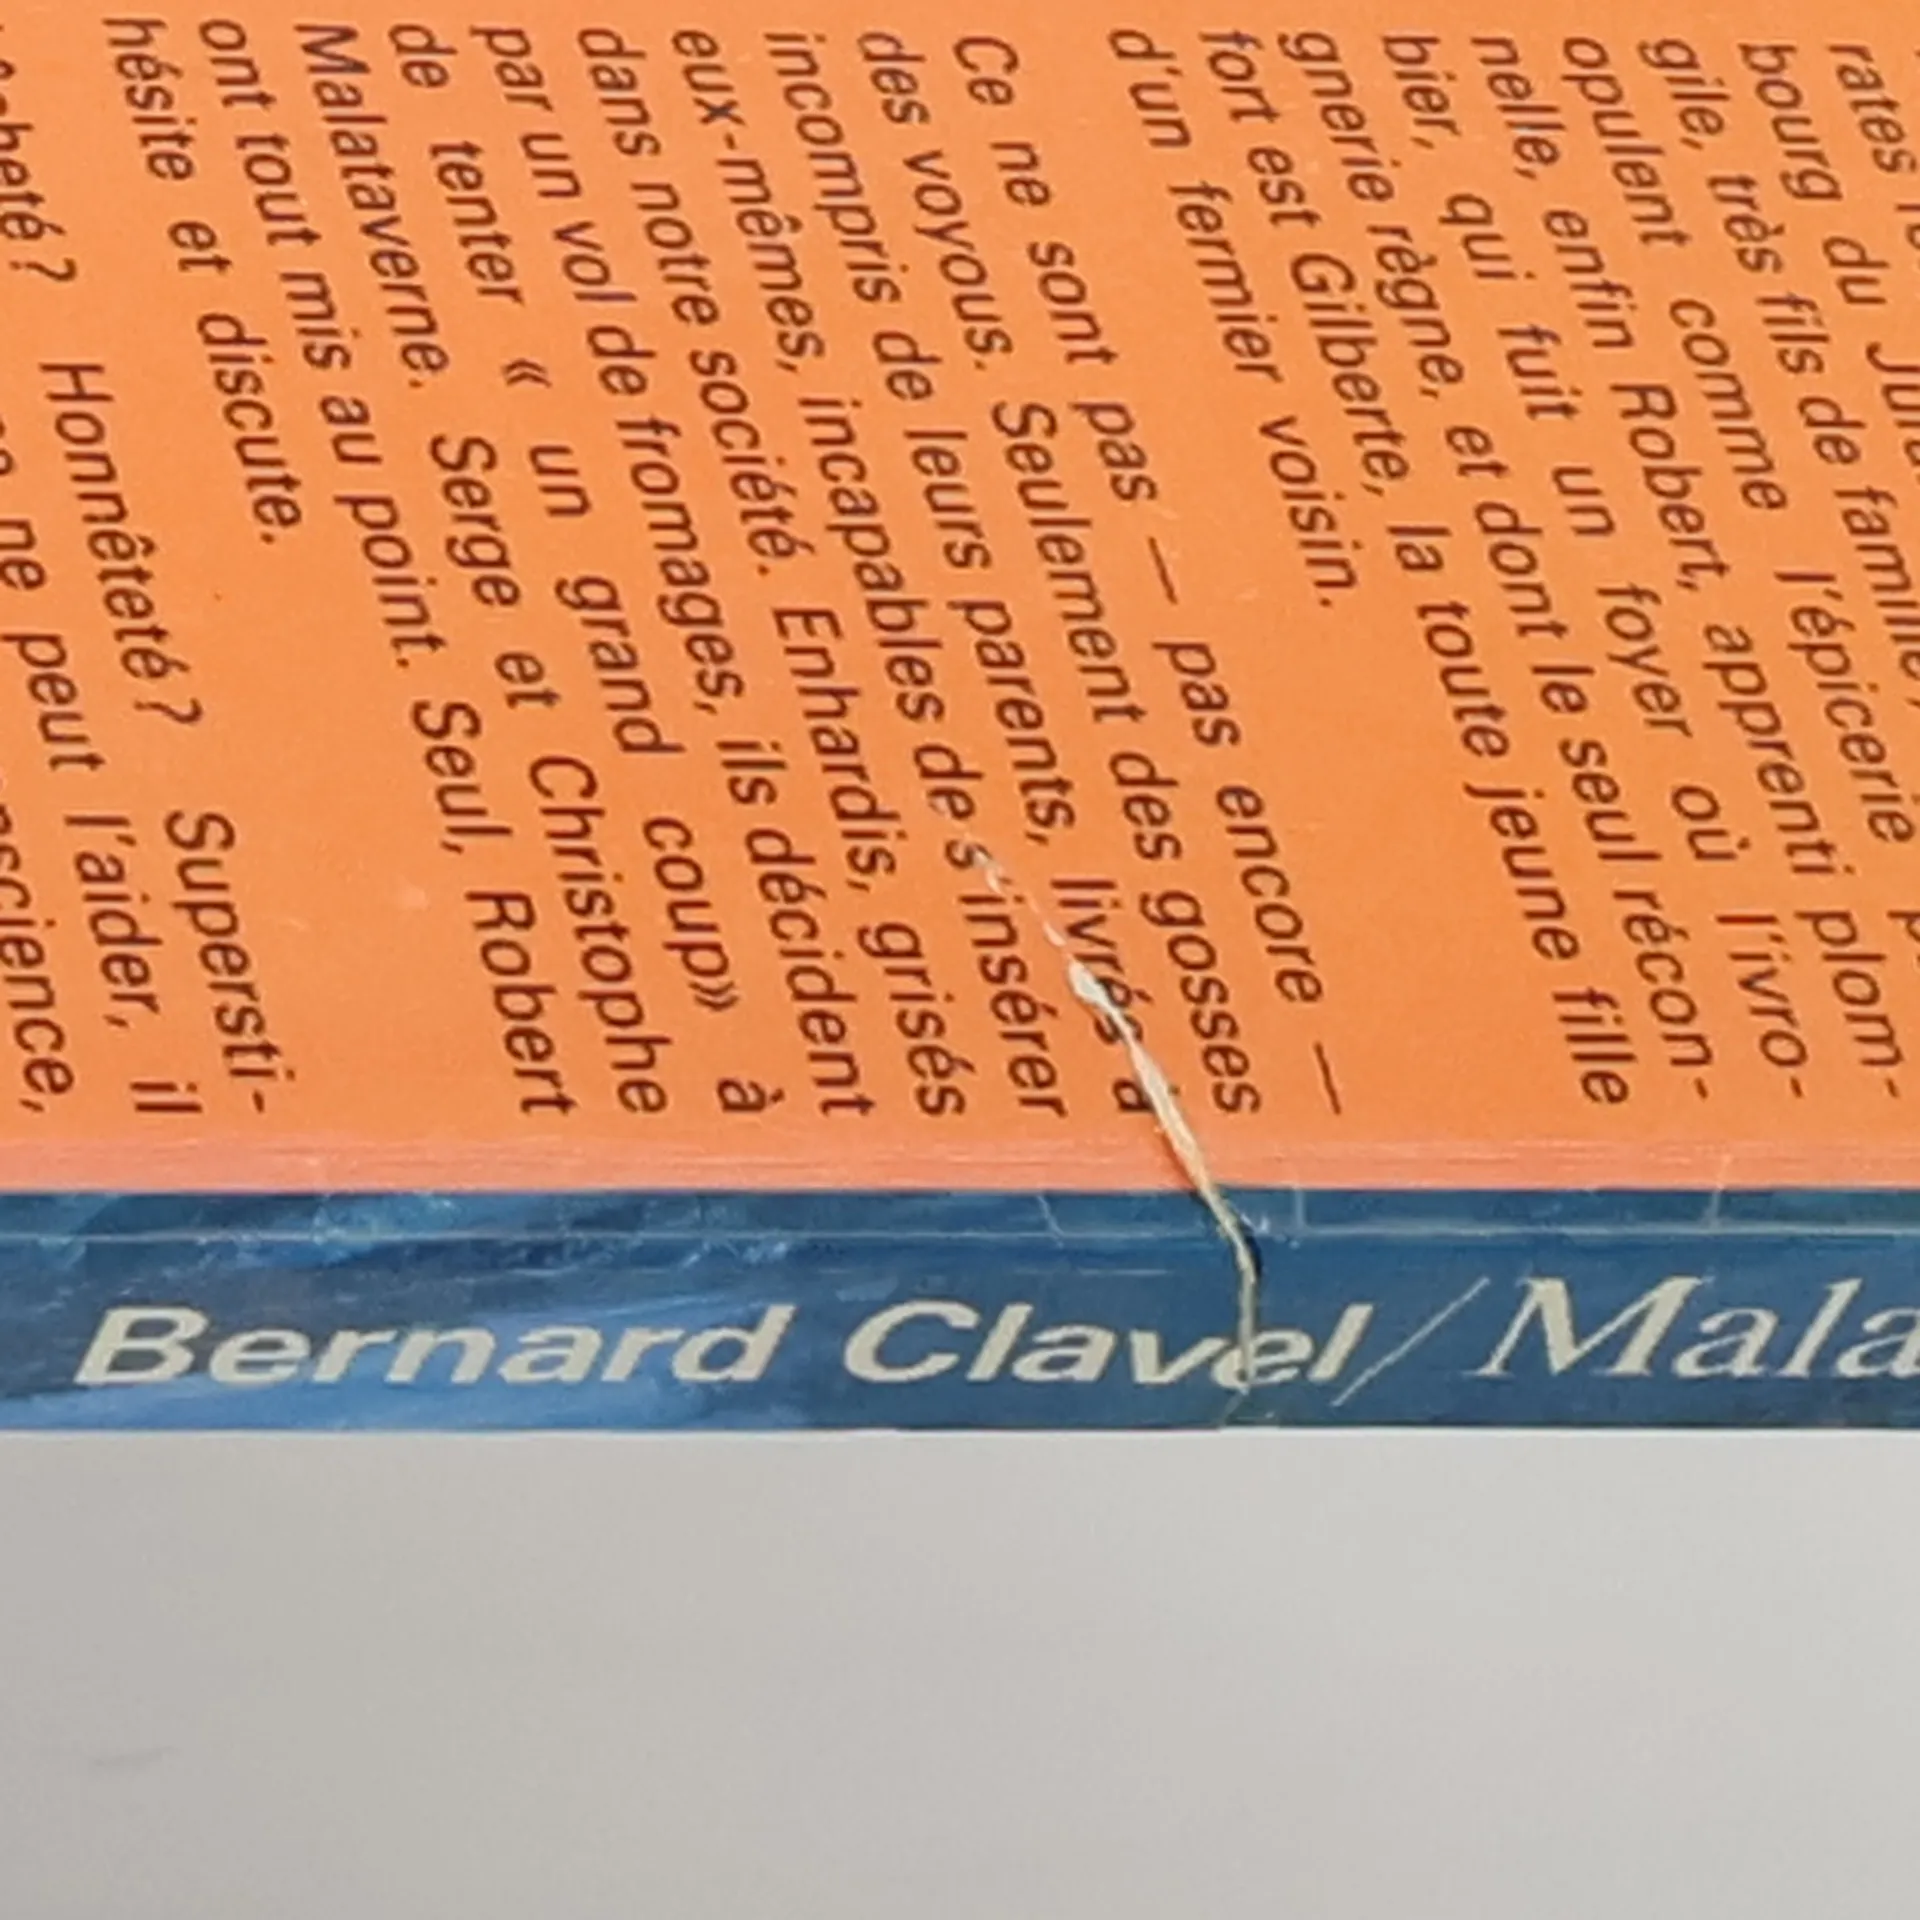 bourg du
gile, très fils de famille,
opulent comme l'épicerie
nelle, enfin Robert, apprenti plom-
bier, qui fuit un foyer où l'ivro-
gnerie règne, et dont le seul récon-
fort est Gilberte, la toute jeune fille
d'un fermier voisin.
Ce ne sont pas — pas encore —
des voyous. Seulement des gosses
incompris de leurs parents, livrés à
eux-mêmes, incapables de s'insérer
dans notre société. Enhardis, grisés
par un vol de fromages, ils décident
de tenter « un grand coup» à
Malataverne. Serge et Christophe
ont tout mis au point. Seul, Robert
hésite et discute.
Honnêteté? Supersti-
ne peut l'aider, il
Bernard Clavel/Mala